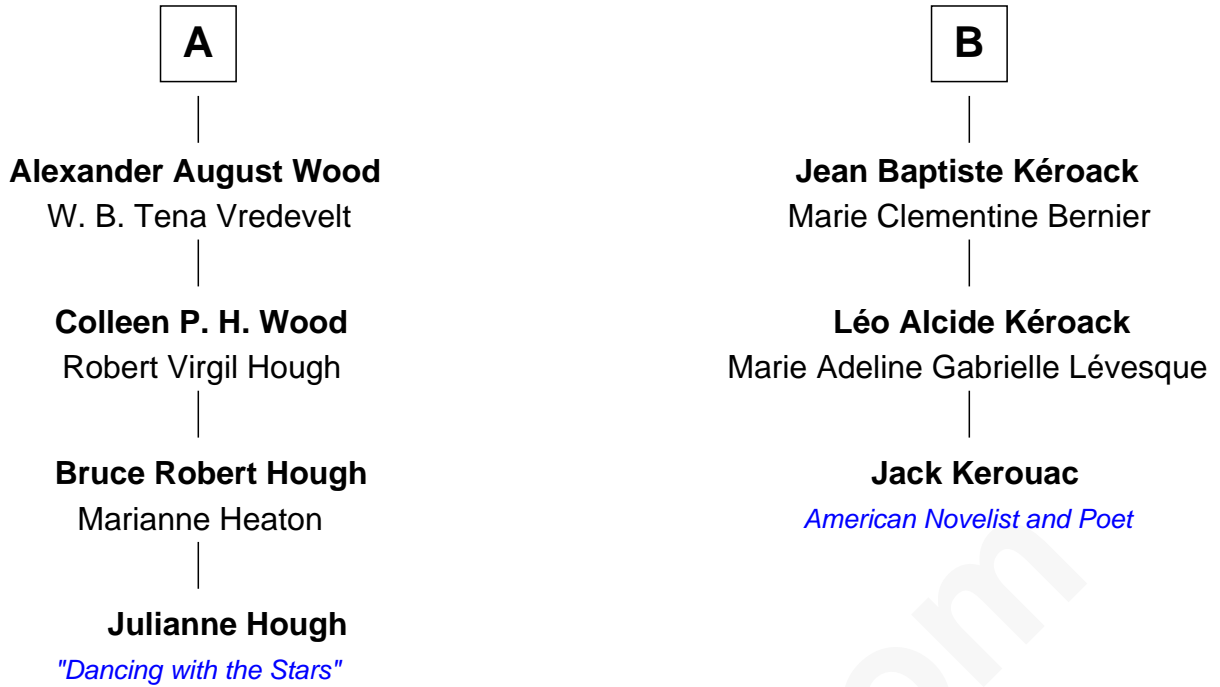 A
Alexander August Wood
W. B. Tena Vredevelt
Colleen P. H. Wood
Robert Virgil Hough
Bruce Robert Hough
Marianne Heaton
Julianne Hough
"Dancing with the Stars"
B
Jean Baptiste Kéroack
Marie Clementine Bernier
Léo Alcide Kéroack
Marie Adeline Gabrielle Lévesque
Jack Kerouac
American Novelist and Poet
om